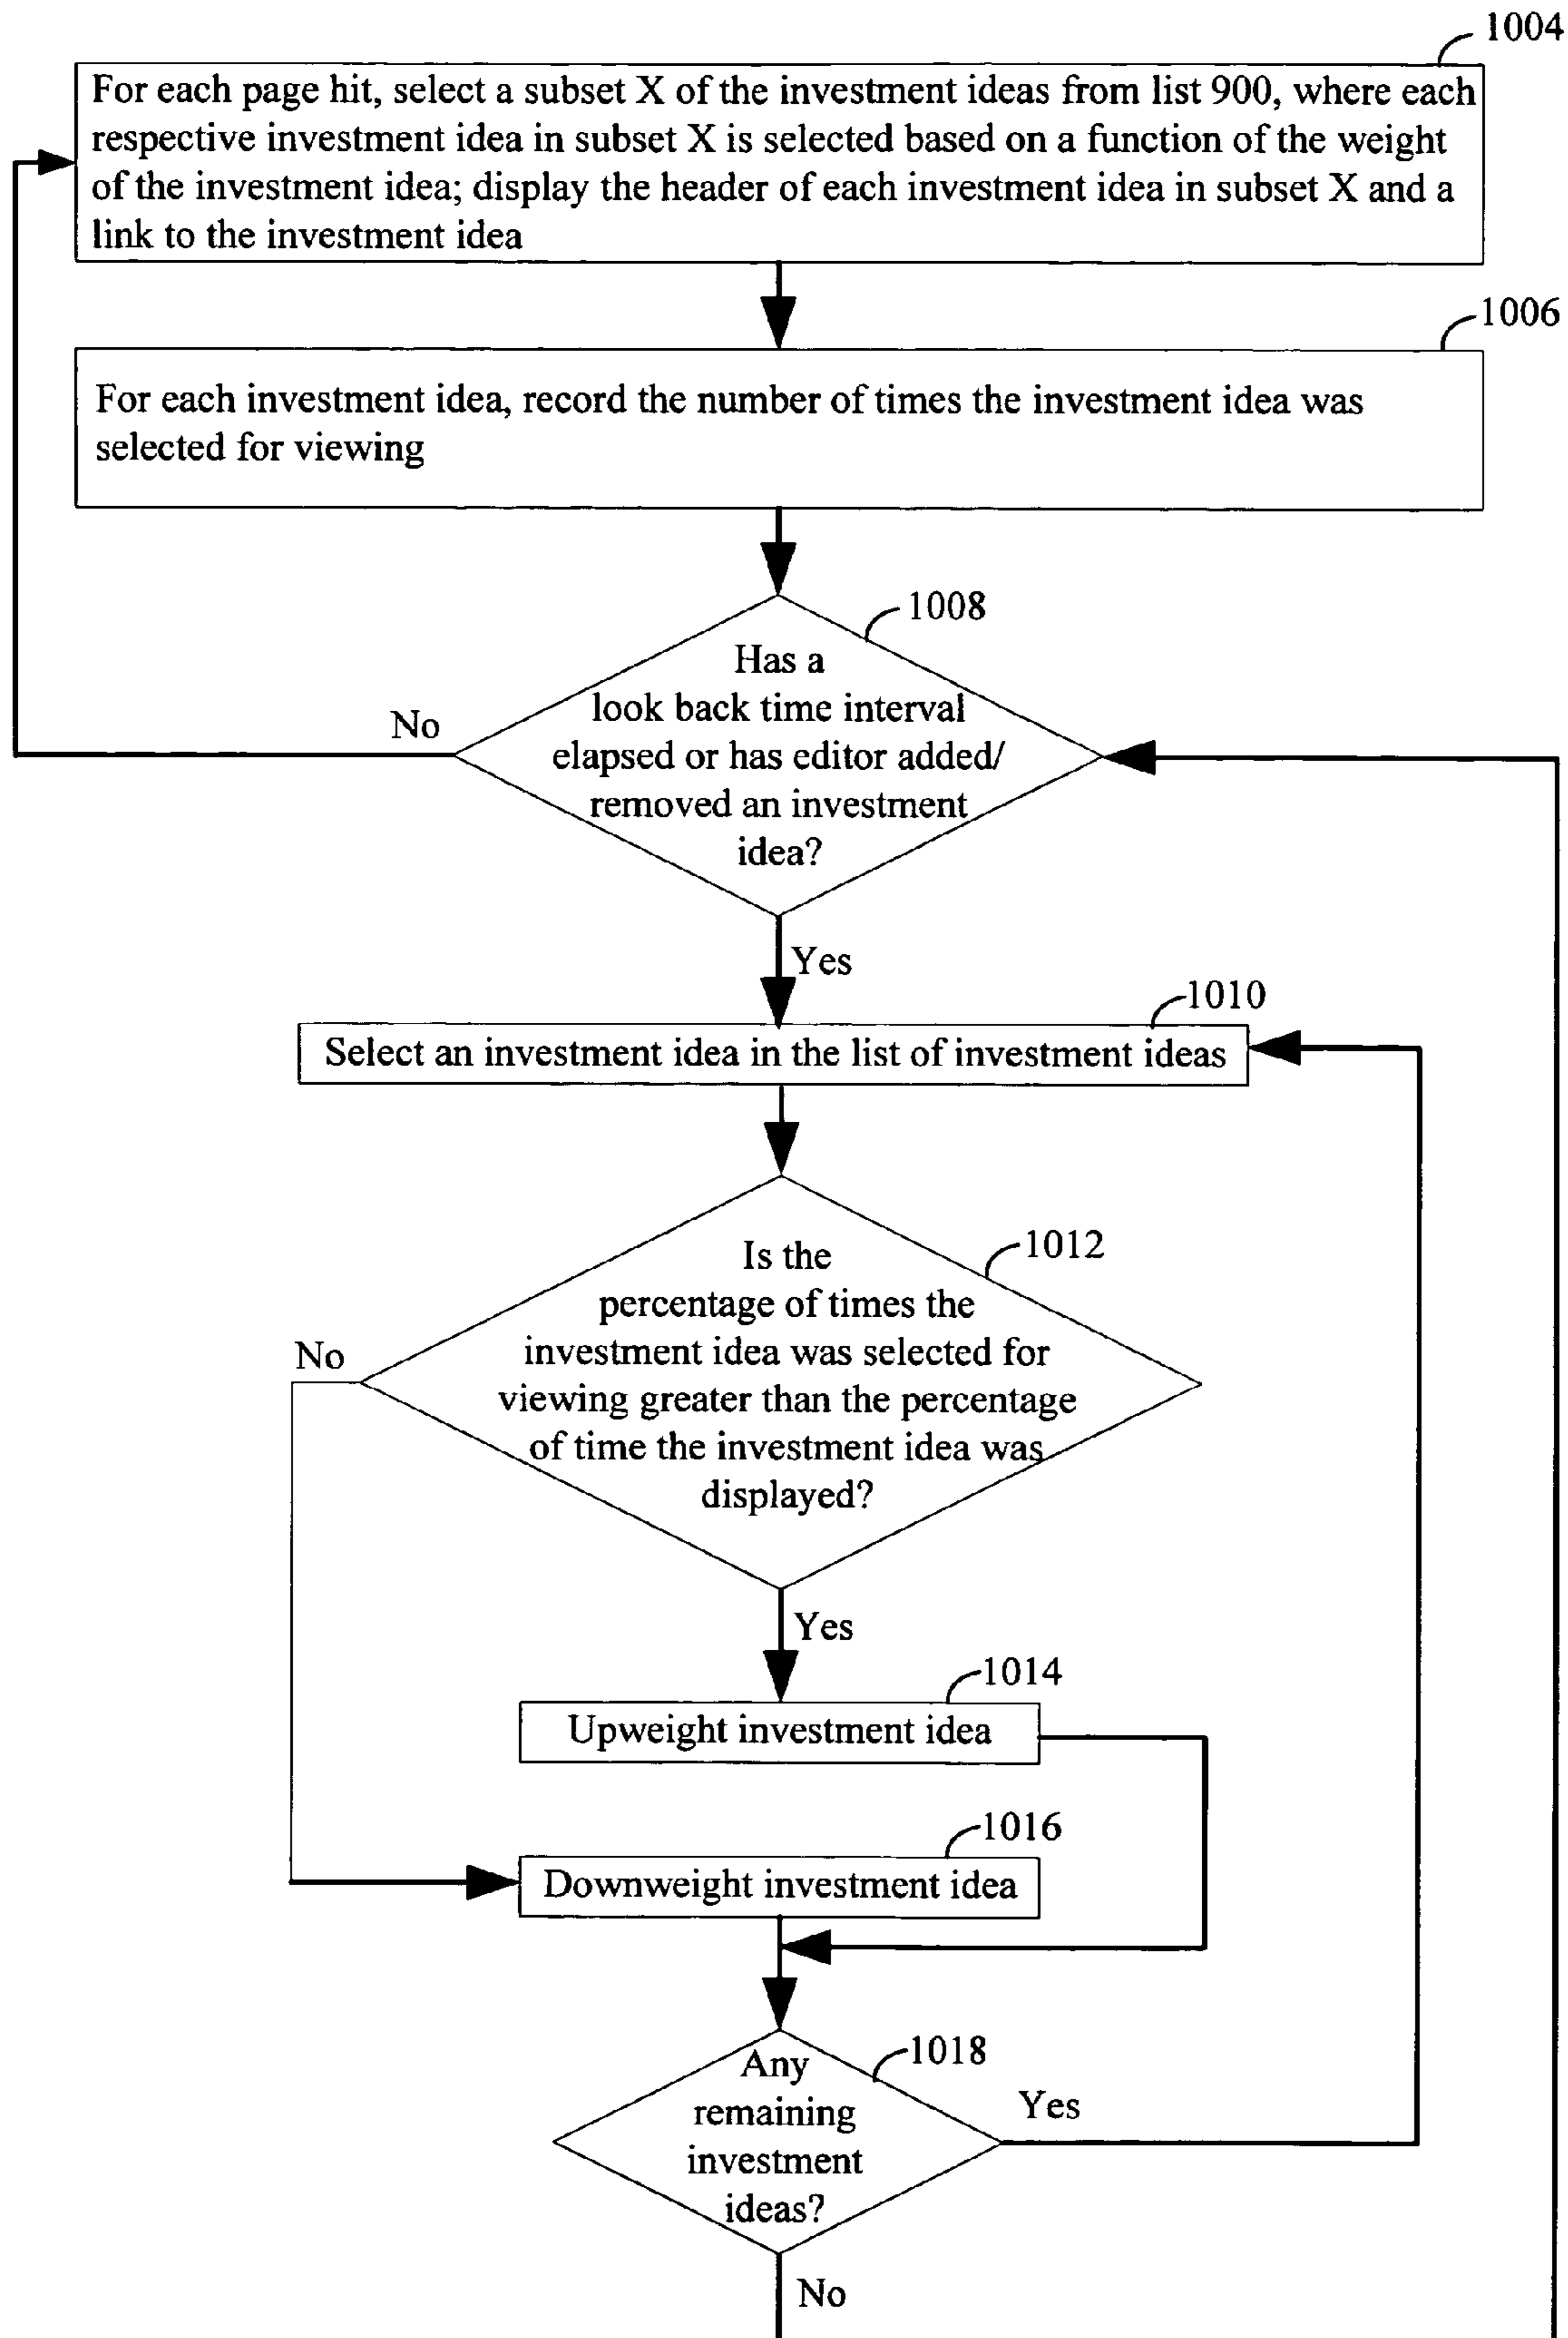 1004
For each page hit, select a subset X of the investment ideas from list 900, where each
respective investment idea in subset X is selected based on a function of the weight
of the investment idea; display the header of each investment idea in subset X and a
link to the investment idea
1006
For each investment idea, record the number of times the investment idea was
selected for viewing
1008
Has a
look back time interval
elapsed or has editor added/
removed an investment
idea?
No
Yes
1010
Select an investment idea in the list of investment ideas
1012
Is the
percentage of times the
investment idea was selected for
viewing greater than the percentage
of time the investment idea was
displayed?
No
Yes
1014
Upweight investment idea
1016
Downweight investment idea
1018
Any
remaining
investment
ideas?
Yes
No